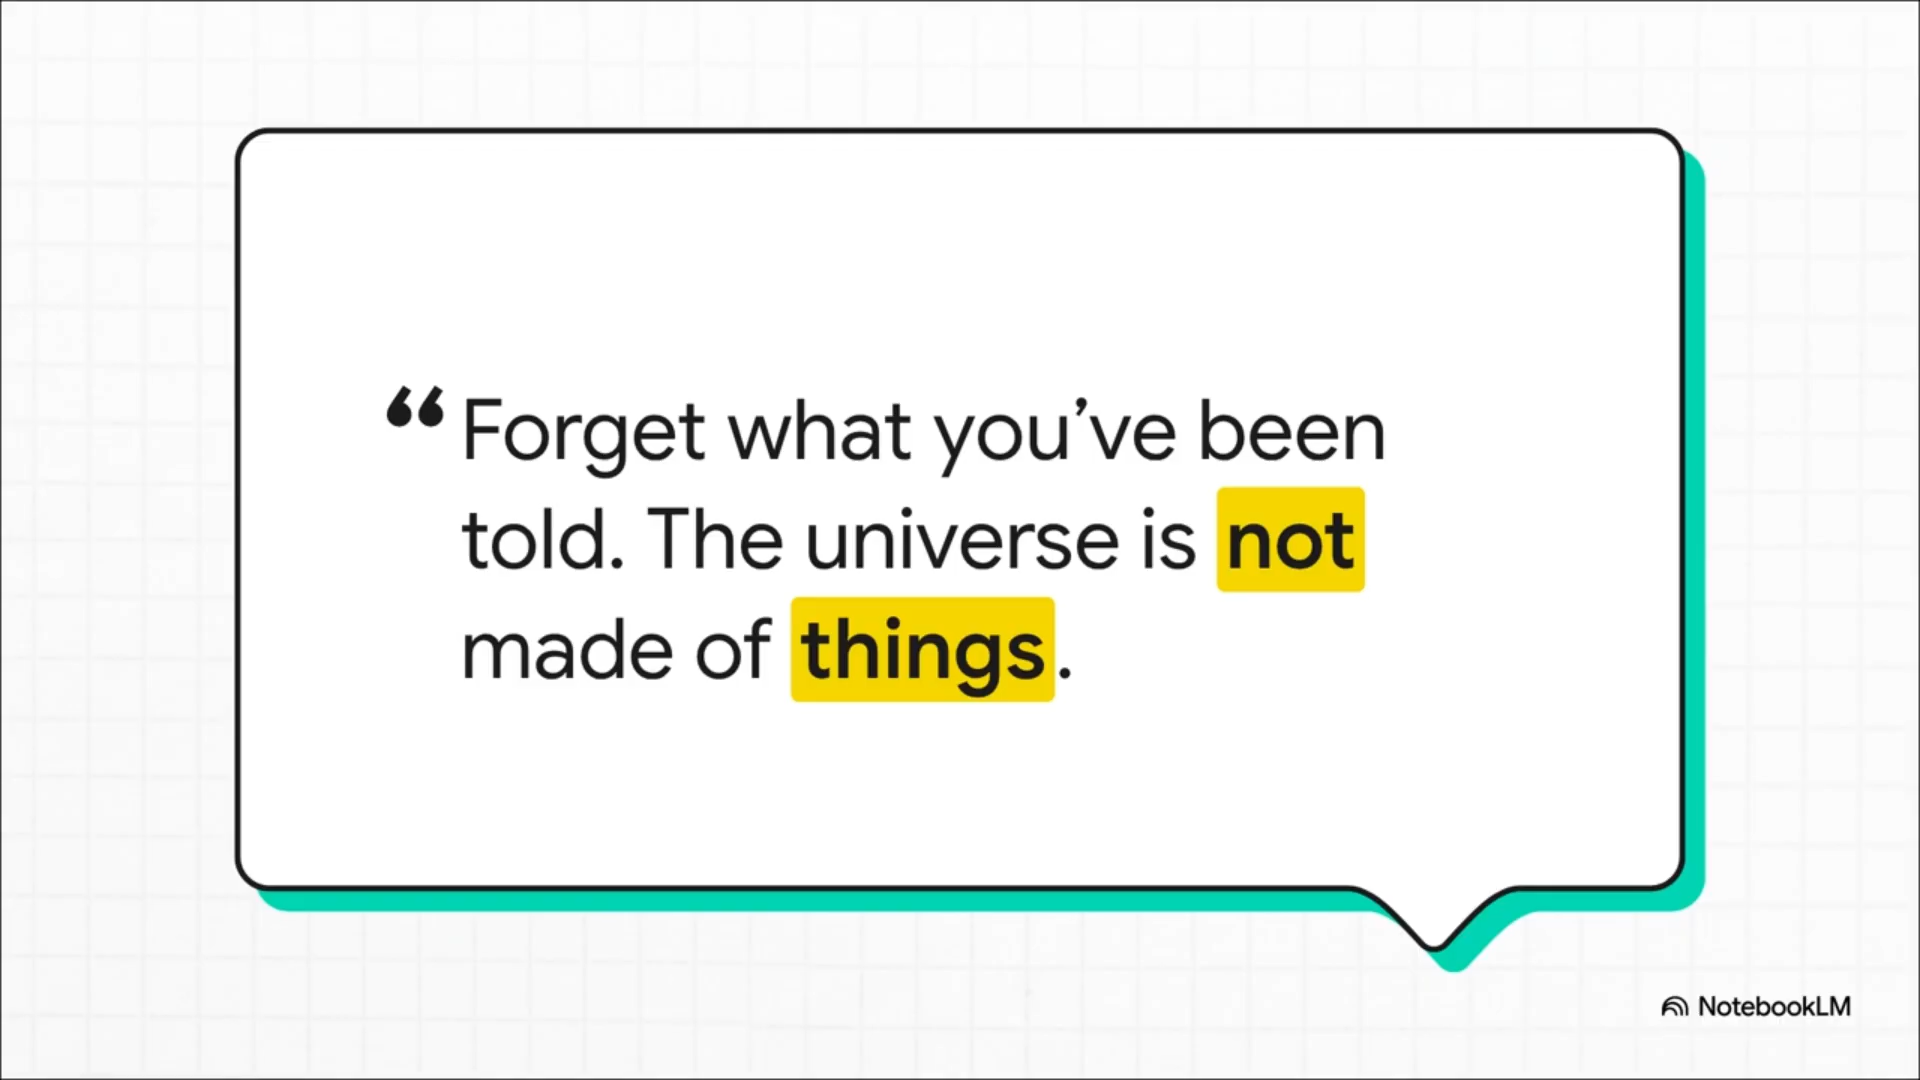 “Forget what you’ve been
told. The universe is not
made of things.
NotebookLM